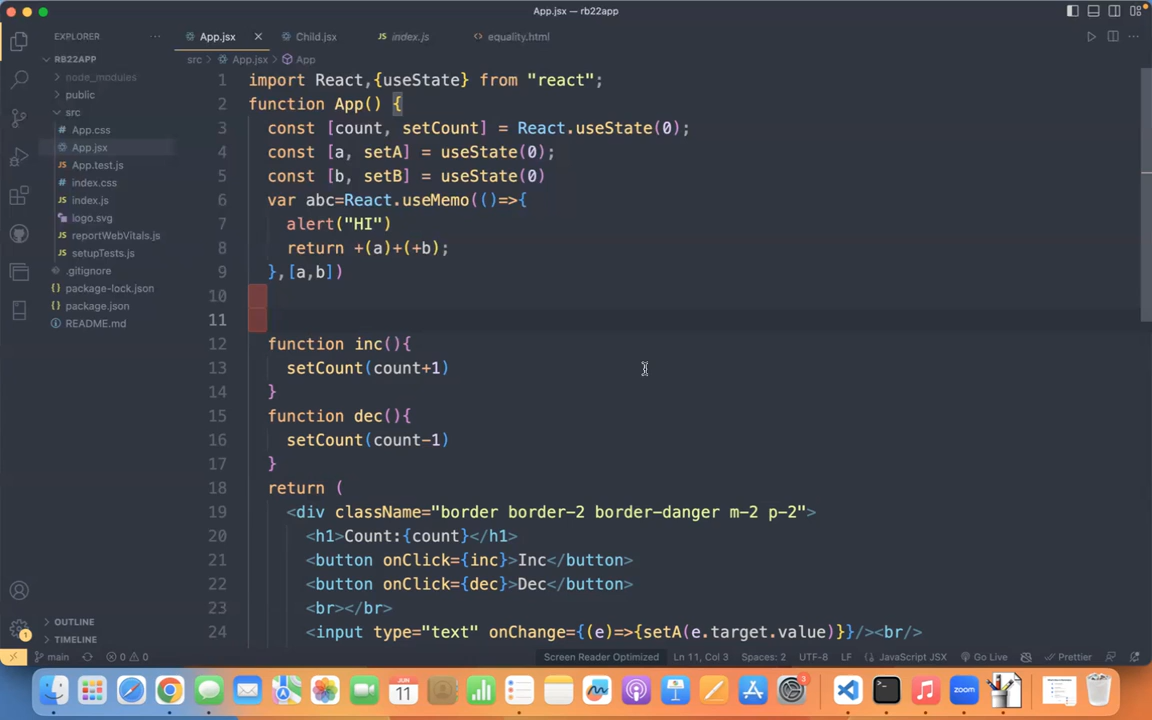 App.jsx — rb22app
EXPLORER ...
App.jsx Child.jsx index.js equality.html
RB22APP
src > App.jsx > App
node_modules
public
src
App.css
App.jsx
App.test.js
index.css
index.js
logo.svg
reportWebVitals.js
setupTests.js
.gitignore
package-lock.json
package.json
README.md
OUTLINE
TIMELINE
1 import React,{useState} from "react";
2 function App() {
3 const [count, setCount] = React.useState(0);
4 const [a, setA] = useState(0);
5 const [b, setB] = useState(0)
6 var abc=React.useMemo(()=>{
7 alert("HI")
8 return +(a)+(+b);
9 },[a,b])
10
11
12 function inc(){
13 setCount(count+1)
14 }
15 function dec(){
16 setCount(count-1)
17 }
18 return (
19 <div className="border border-2 border-danger m-2 p-2">
20 <h1>Count:{count}</h1>
21 <button onClick={inc}>Inc</button>
22 <button onClick={dec}>Dec</button>
23 <br></br>
24 <input type="text" onChange={(e)=>{setA(e.target.value)}}/><br/>
main 0 0 Screen Reader Optimized Ln 11, Col 3 Spaces: 2 UTF-8 LF JavaScript JSX Go Live Prettier
JUN
11
3
zoom